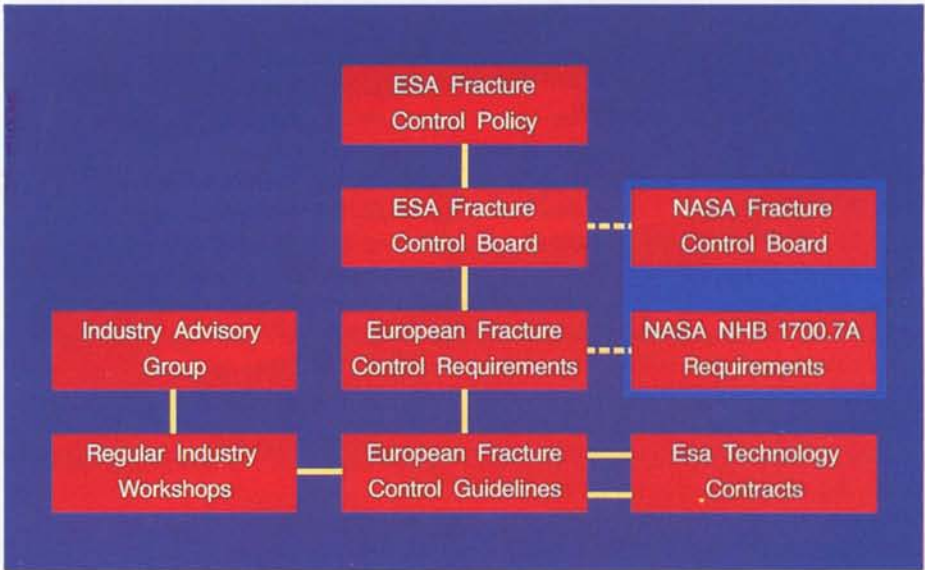 ESA Fracture
Control Policy
ESA Fracture
Control Board
NASA Fracture
Control Board
Industry Advisory
Group
European Fracture
Control Requirements
NASA NHB 1700.7A
Requirements
Regular Industry
Workshops
European Fracture
Control Guidelines
Esa Technology
Contracts